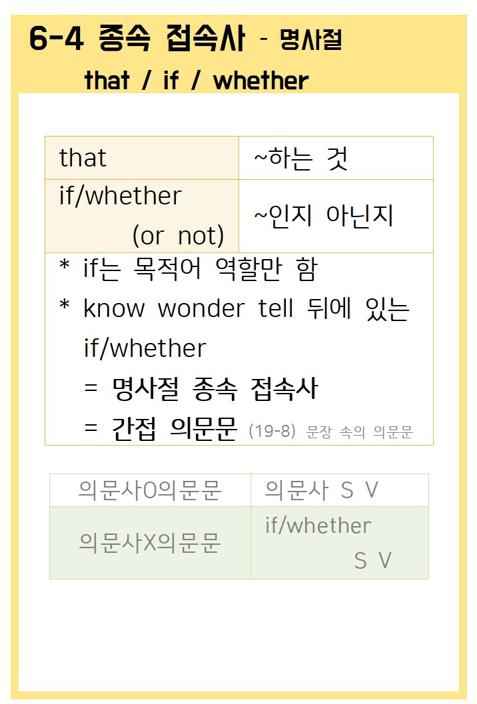 6-4 종속 접속사 - 명사절
that / if / whether
that ~하는 것
if/whether
(or not) ~인지 아닌지
* if는 목적어 역할만 함
* know wonder tell 뒤에 있는
if/whether
= 명사절 종속 접속사
= 간접 의문문 (19-8) 문장 속의 의문문
의문사O의문문 의문사 S V
의문사X의문문 if/whether
S V